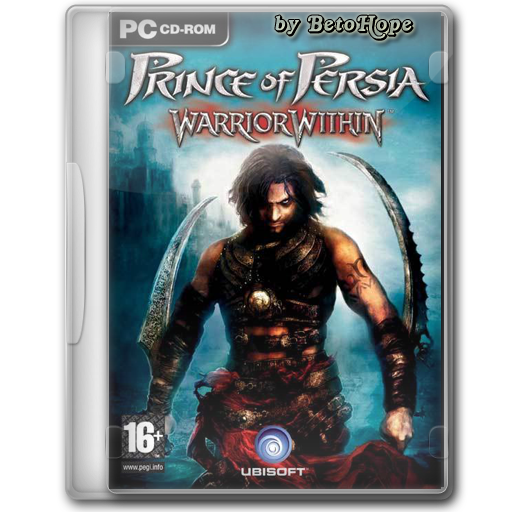 PC CD-ROM
by BetoHope
PRINCE OF PERSIA
WARRIOR WITHIN
16+
www.pegi.info
UBISOFT